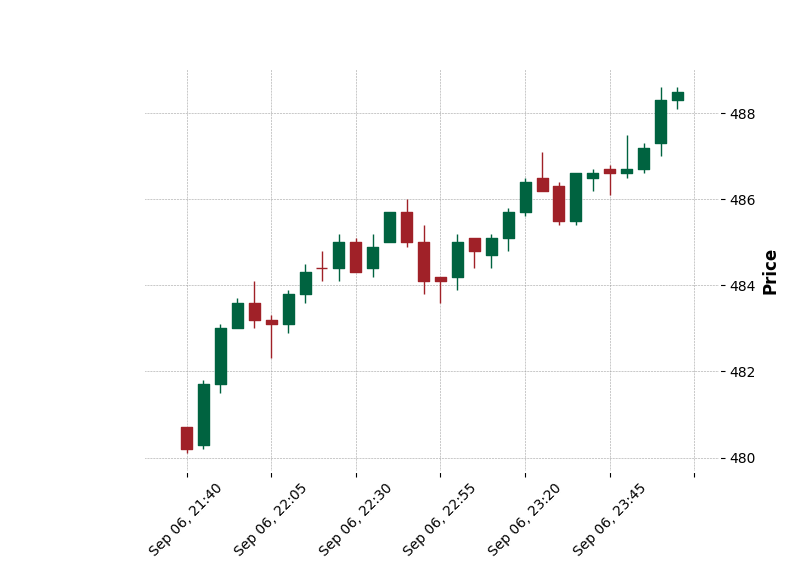 488
486
484
482
480
Price
Sep 06, 21:40
Sep 06, 22:05
Sep 06, 22:30
Sep 06, 22:55
Sep 06, 23:20
Sep 06, 23:45